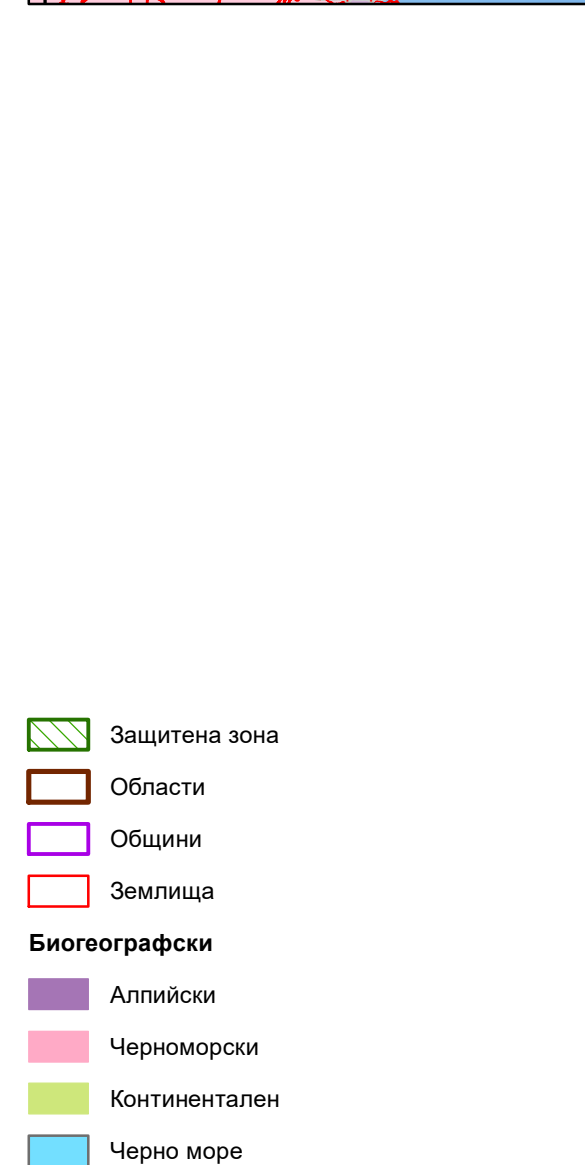 Защитена зона
Области
Общини
Землища
Биогеографски
Алпийски
Черноморски
Континентален
Черно море